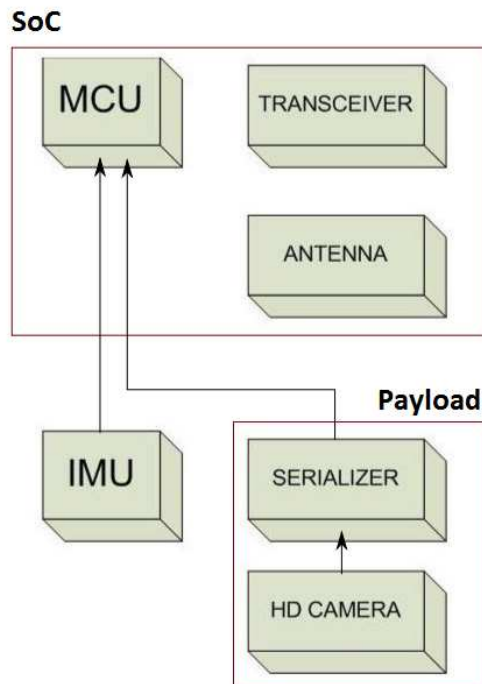 SoC
MCU
TRANSCEIVER
ANTENNA
Payload
IMU
SERIALIZER
HD CAMERA